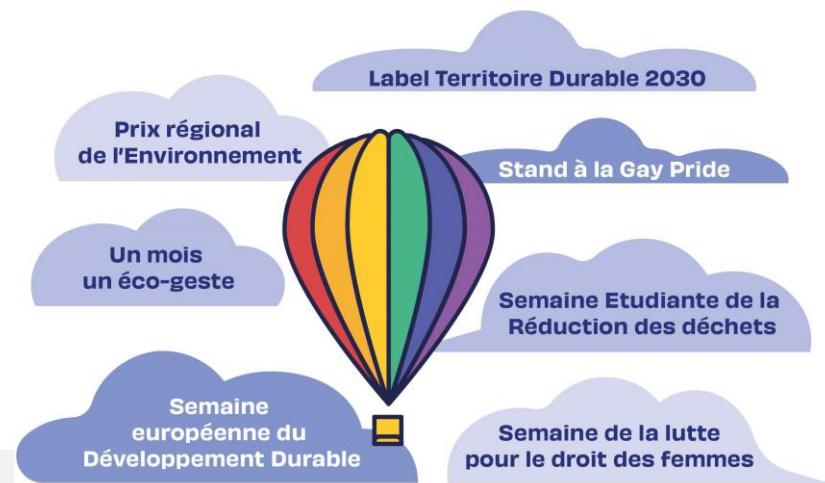 Label Territoire Durable 2030
Prix régional
de l'Environnement
Stand à la Gay Pride
Un mois
un éco-geste
Semaine Etudiante de la
Réduction des déchets
Semaine
européenne du
Développement Durable
Semaine de la lutte
pour le droit des femmes